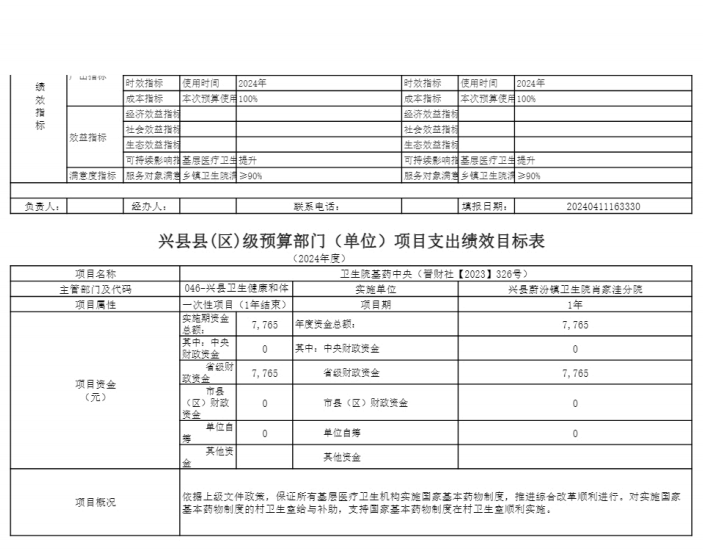 绩效指标
产出指标
时效指标 使用时间 2024年 时效指标 使用时间 2024年
成本指标 本次预算使用 100% 成本指标 本次预算使用 100%
效益指标
经济效益指标 经济效益指标
社会效益指标 社会效益指标
生态效益指标 生态效益指标
可持续影响指 基层医疗卫生 提升 可持续影响指 基层医疗卫生 提升
满意度指标 服务对象满意 乡镇卫生院满 ≥90% 服务对象满意 乡镇卫生院满 ≥90%
负责人： 经办人： 联系电话： 填报日期： 20240411163330
兴县县(区)级预算部门（单位）项目支出绩效目标表
（2024年度）
项目名称 卫生院基药中央（晋财社【2023】326号）
主管部门及代码 046-兴县卫生健康和体 实施单位 兴县蔚汾镇卫生院肖家洼分院
项目属性 一次性项目（1年结束） 项目期 1年
项目资金
（元）
实施期资金总额： 7,765 年度资金总额： 7,765
其中：中央财政资金 0 其中：中央财政资金 0
省级财政资金 7,765 省级财政资金 7,765
市县（区）财政资金 0 市县（区）财政资金 0
单位自筹 0 单位自筹 0
其他资金 其他资金
项目概况
依据上级文件政策，保证所有基层医疗卫生机构实施国家基本药物制度，推进综合改革顺利进行，对实施国家
基本药物制度的村卫生室给与补助，支持国家基本药物制度在村卫生室顺利实施。